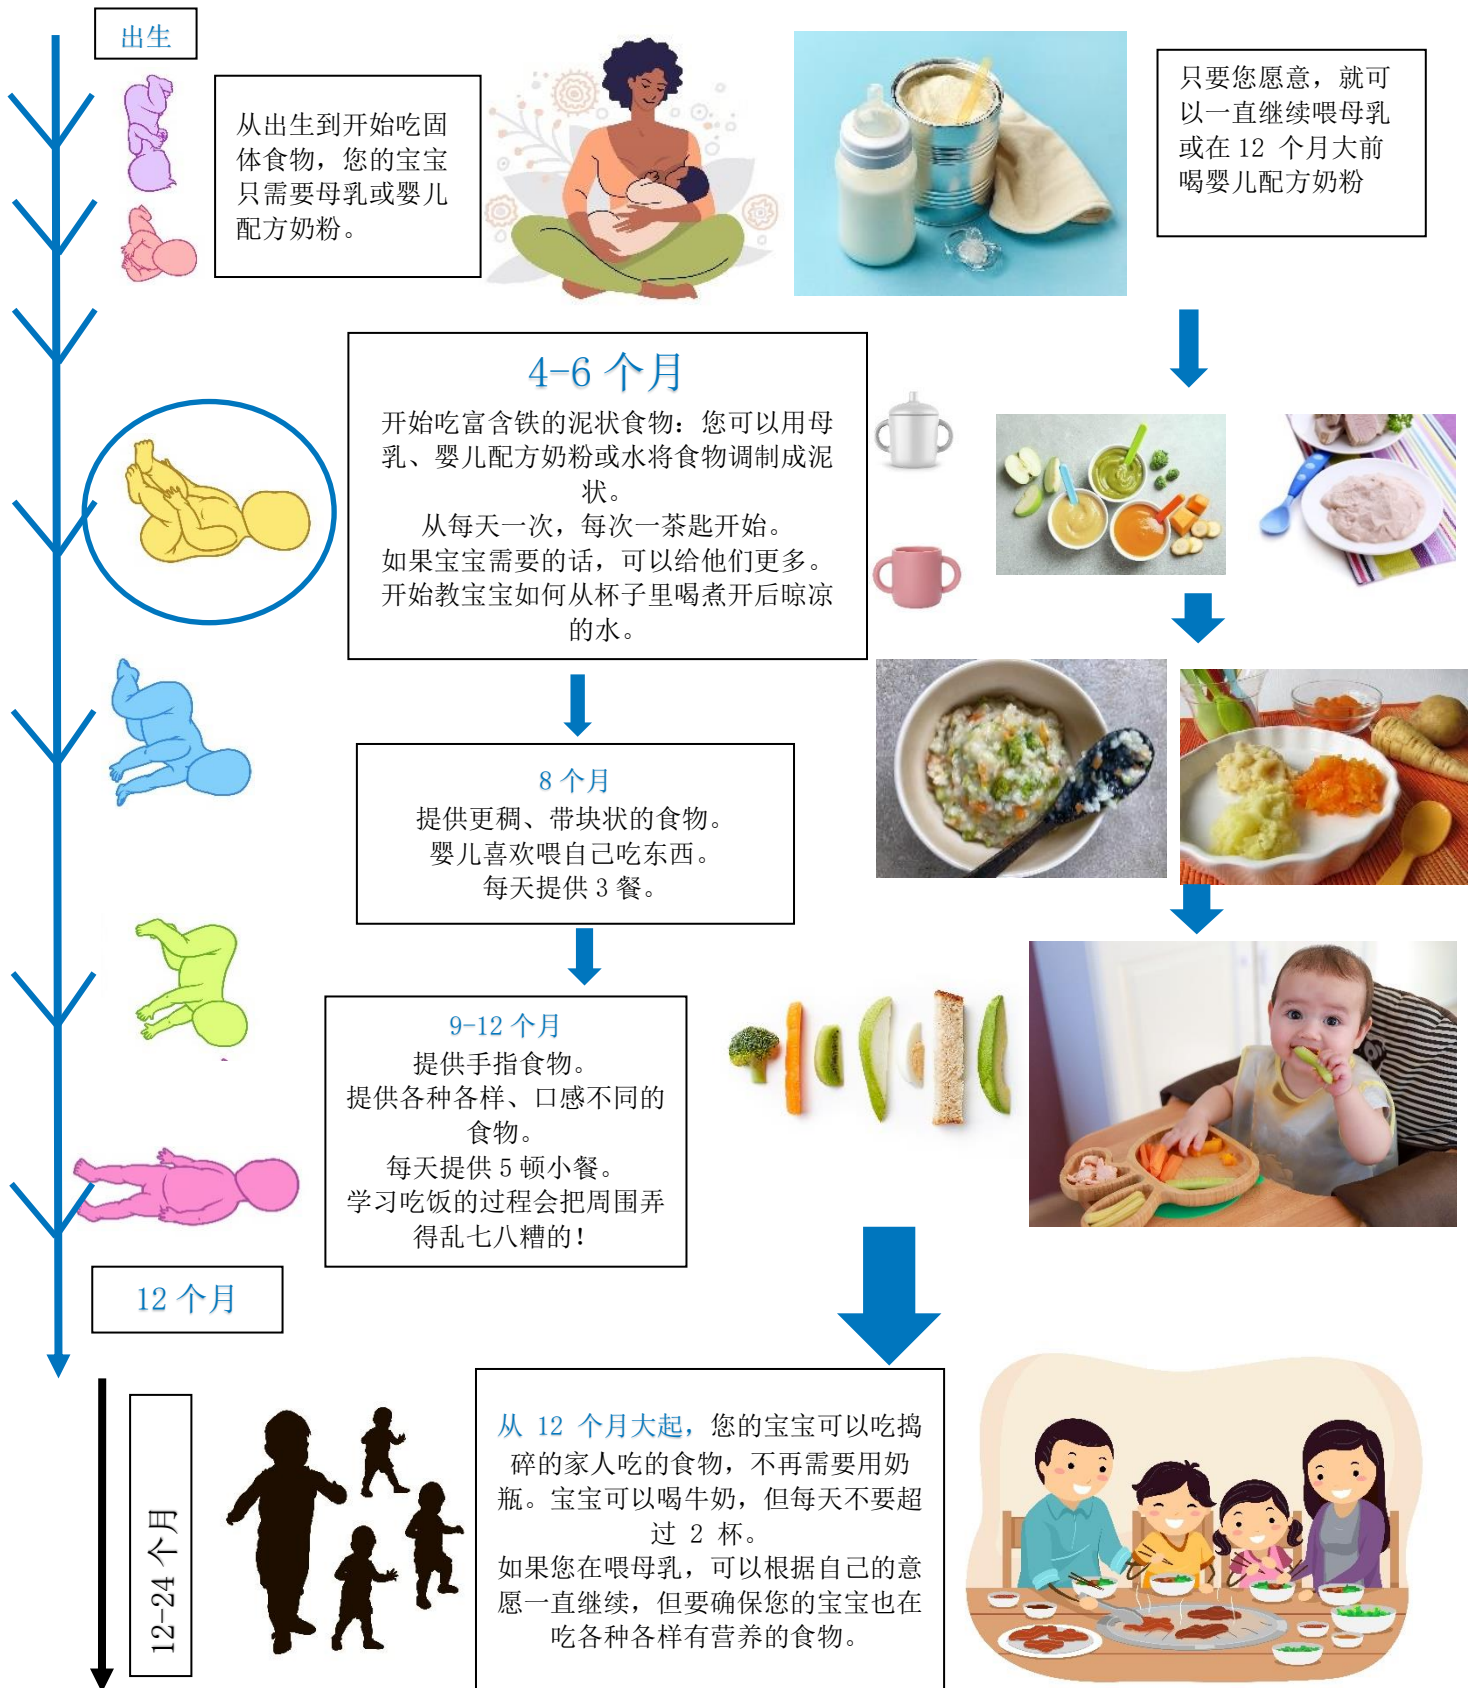 出生
从出生到开始吃固
体食物，您的宝宝
只需要母乳或婴儿
配方奶粉。
只要您愿意，就可
以一直继续喂母乳
或在 12 个月大前
喝婴儿配方奶粉
4-6 个月
开始吃富含铁的泥状食物：您可以用母
乳、婴儿配方奶粉或水将食物调制成泥
状。
从每天一次，每次一茶匙开始。
如果宝宝需要的话，可以给他们更多。
开始教宝宝如何从杯子里喝煮开后晾凉
的水。
8 个月
提供更稠、带块状的食物。
婴儿喜欢喂自己吃东西。
每天提供 3 餐。
9-12 个月
提供手指食物。
提供各种各样、口感不同的
食物。
每天提供 5 顿小餐。
学习吃饭的过程会把周围弄
得乱七八糟的！
12 个月
12-24 个月
从 12 个月大起，您的宝宝可以吃捣
碎的家人吃的食物，不再需要用奶
瓶。宝宝可以喝牛奶，但每天不要超
过 2 杯。
如果您在喂母乳，可以根据自己的意
愿一直继续，但要确保您的宝宝也在
吃各种各样有营养的食物。